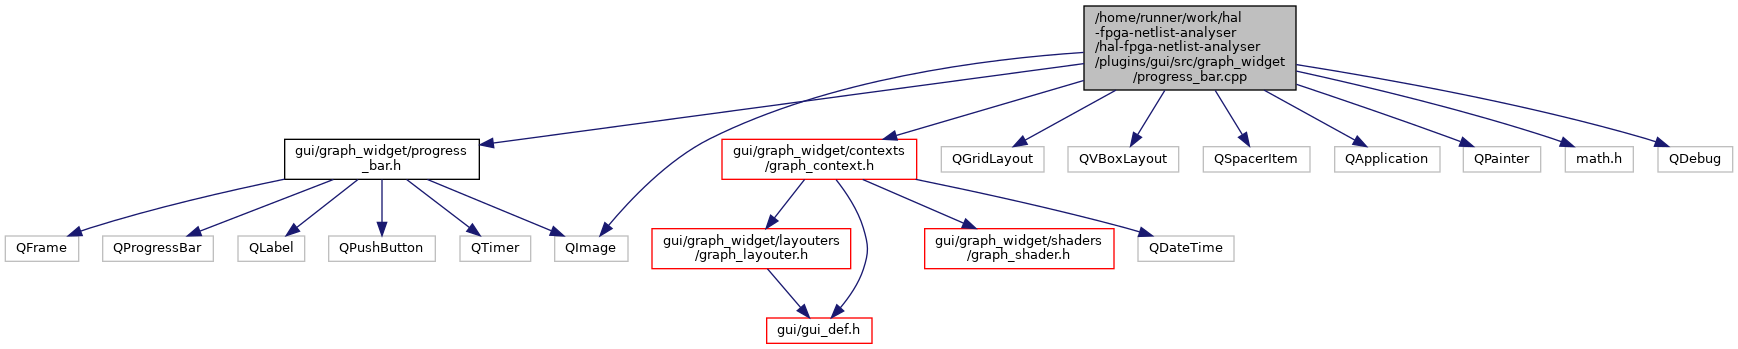 /home/runner/work/hal
-fpga-netlist-analyser
/hal-fpga-netlist-analyser
/plugins/gui/src/graph_widget
/progress_bar.cpp
gui/graph_widget/progress
_bar.h
gui/graph_widget/contexts
/graph_context.h
QGridLayout
QVBoxLayout
QSpacerItem
QApplication
QPainter
math.h
QDebug
QFrame
QProgressBar
QLabel
QPushButton
QTimer
QImage
gui/graph_widget/layouters
/graph_layouter.h
gui/graph_widget/shaders
/graph_shader.h
QDateTime
gui/gui_def.h